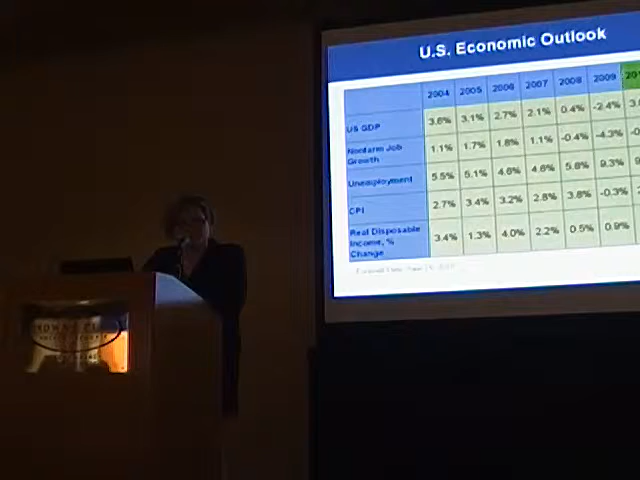 U.S. Economic Outlook
2004 2005 2006 2007 2008 2009
US GDP 3.6% 3.1% 2.7% 2.1% 0.4% -2.4%
Nonfarm Job
Growth 1.1% 1.7% 1.8% 1.1% -0.4% -4.3%
Unemployment 5.5% 5.1% 4.6% 4.6% 5.8% 9.3%
CPI 2.7% 3.4% 3.2% 2.8% 3.8% -0.3%
Real Disposable
Income, %
Change 3.4% 1.3% 4.0% 2.2% 0.5% 0.9%